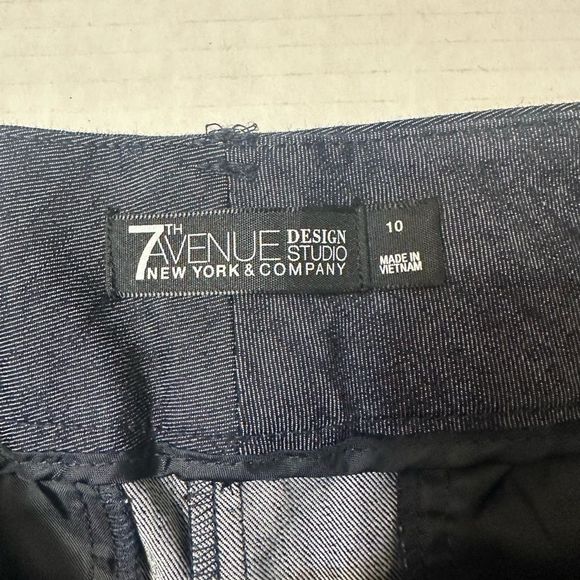 7TH AVENUE DESIGN STUDIO
NEW YORK & COMPANY
10
MADE IN
VIETNAM